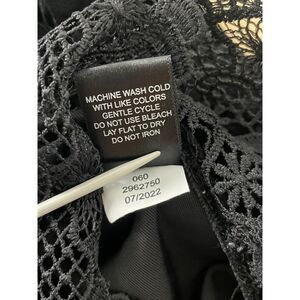 MACHINE WASH COLD
WITH LIKE COLORS
GENTLE CYCLE
DO NOT USE BLEACH
LAY FLAT TO DRY
DO NOT IRON
060
2962750
07/2022